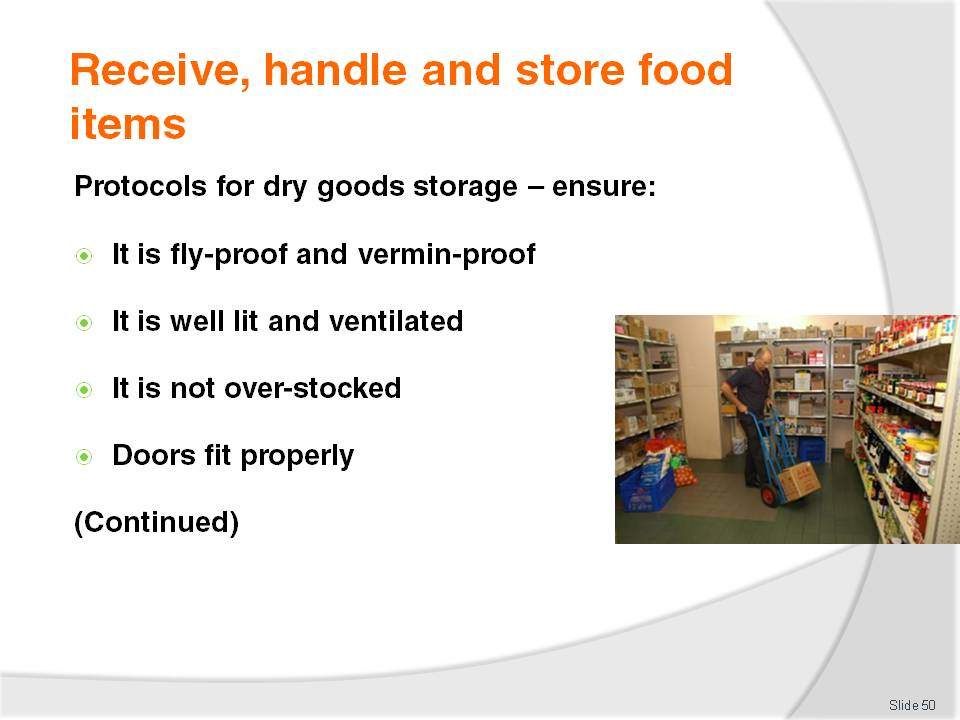 Receive, handle and store food
items
Protocols for dry goods storage – ensure:
It is fly-proof and vermin-proof
It is well lit and ventilated
It is not over-stocked
Doors fit properly
(Continued)
Slide 50